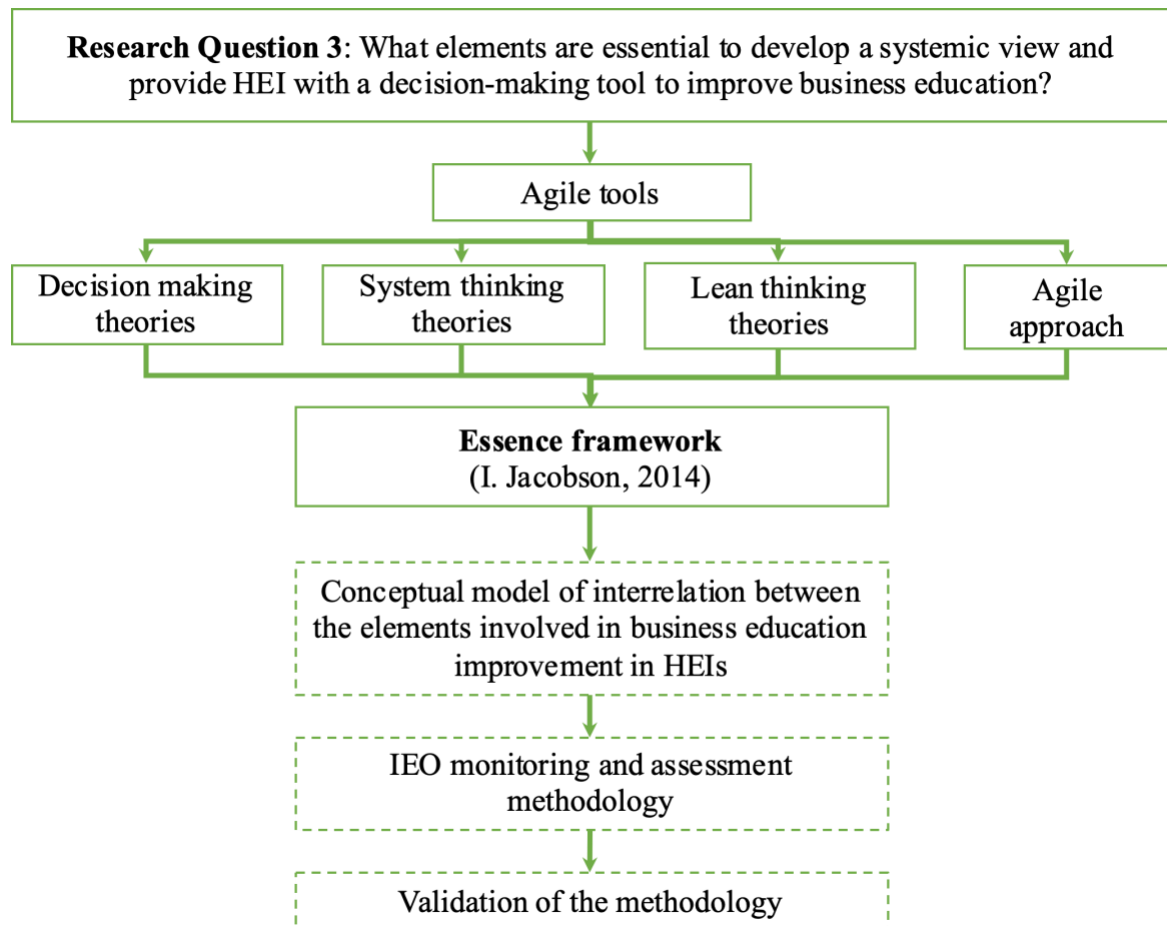 Research Question 3: What elements are essential to develop a systemic view and
provide HEI with a decision-making tool to improve business education?
Agile tools
Decision making
theories
System thinking
theories
Lean thinking
theories
Agile
approach
Essence framework
(I. Jacobson, 2014)
Conceptual model of interrelation between
the elements involved in business education
improvement in HEIs
IEO monitoring and assessment
methodology
Validation of the methodology